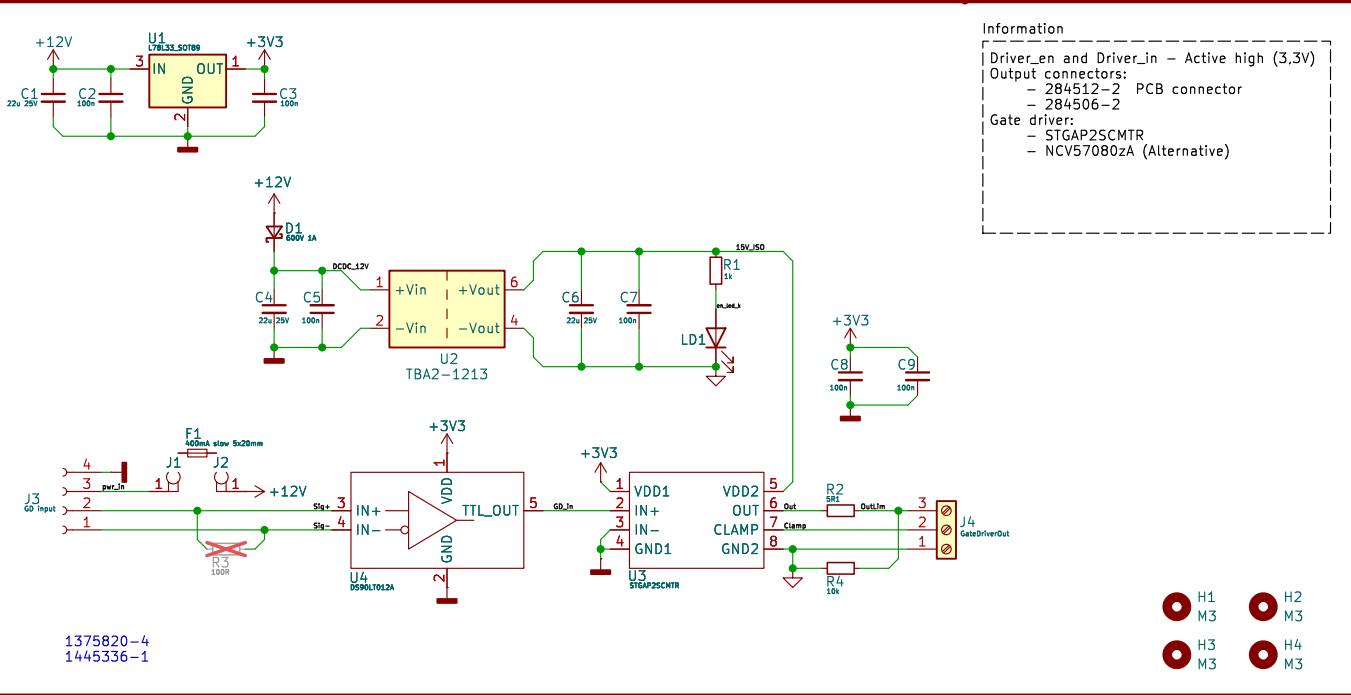 Information
Driver_en and Driver_in – Active high (3,3V)
Output connectors:
– 284512-2 PCB connector
– 284506-2
Gate driver:
– STGAP2SCMTR
– NCV57080zA (Alternative)
+12V
U1
L78L33_SOT89
+3V3
3 IN OUT 1
GND
2
C1
22u 25V
C2
100n
C3
100n
+12V
D1
600V 1A
DCDC_12V
C4
22u 25V
C5
100n
1 +Vin +Vout 6
2 -Vin -Vout 4
U2
TBA2-1213
C6
22u 25V
C7
100n
15V_ISO
R1
1k
en_led_k
LD1
+3V3
C8
100n
C9
100n
F1
400mA slow 5x20mm
J1
J2
4
3 pwr_in 1 1 +12V
2
1
J3
GD input
Sig+
Sig-
R3
100R
+3V3
1
VDD
3 IN+
4 IN-
TTL_OUT 5
GND
2
U4
DS90LT012A
GD_in
+3V3
1 VDD1 VDD2 5
2 IN+ OUT 6
3 IN- CLAMP 7
4 GND1 GND2 8
U3
STGAP2SCMTR
Out
Clamp
R2
5R1
OutLim
R4
10k
3
2
1
J4
GateDriverOut
1375820-4
1445336-1
H1
M3
H2
M3
H3
M3
H4
M3